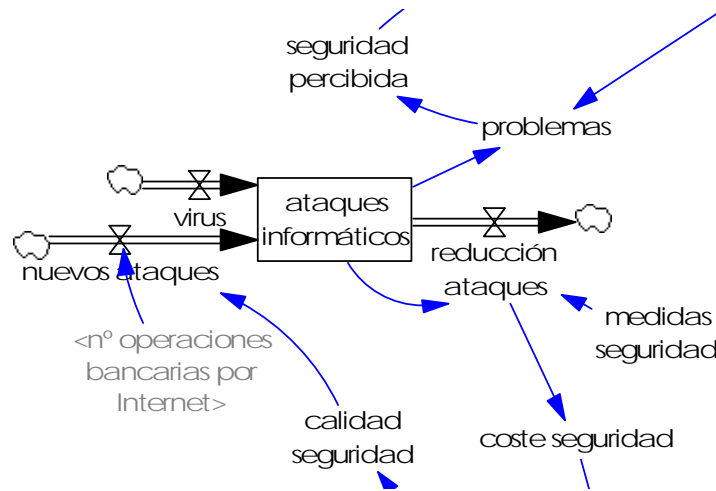 seguridad
percibida
problemas
virus
ataques
informáticos
nuevos ataques
reducción
ataques
<nº operaciones
bancarias por
Internet>
medidas
seguridad
calidad
seguridad
coste seguridad